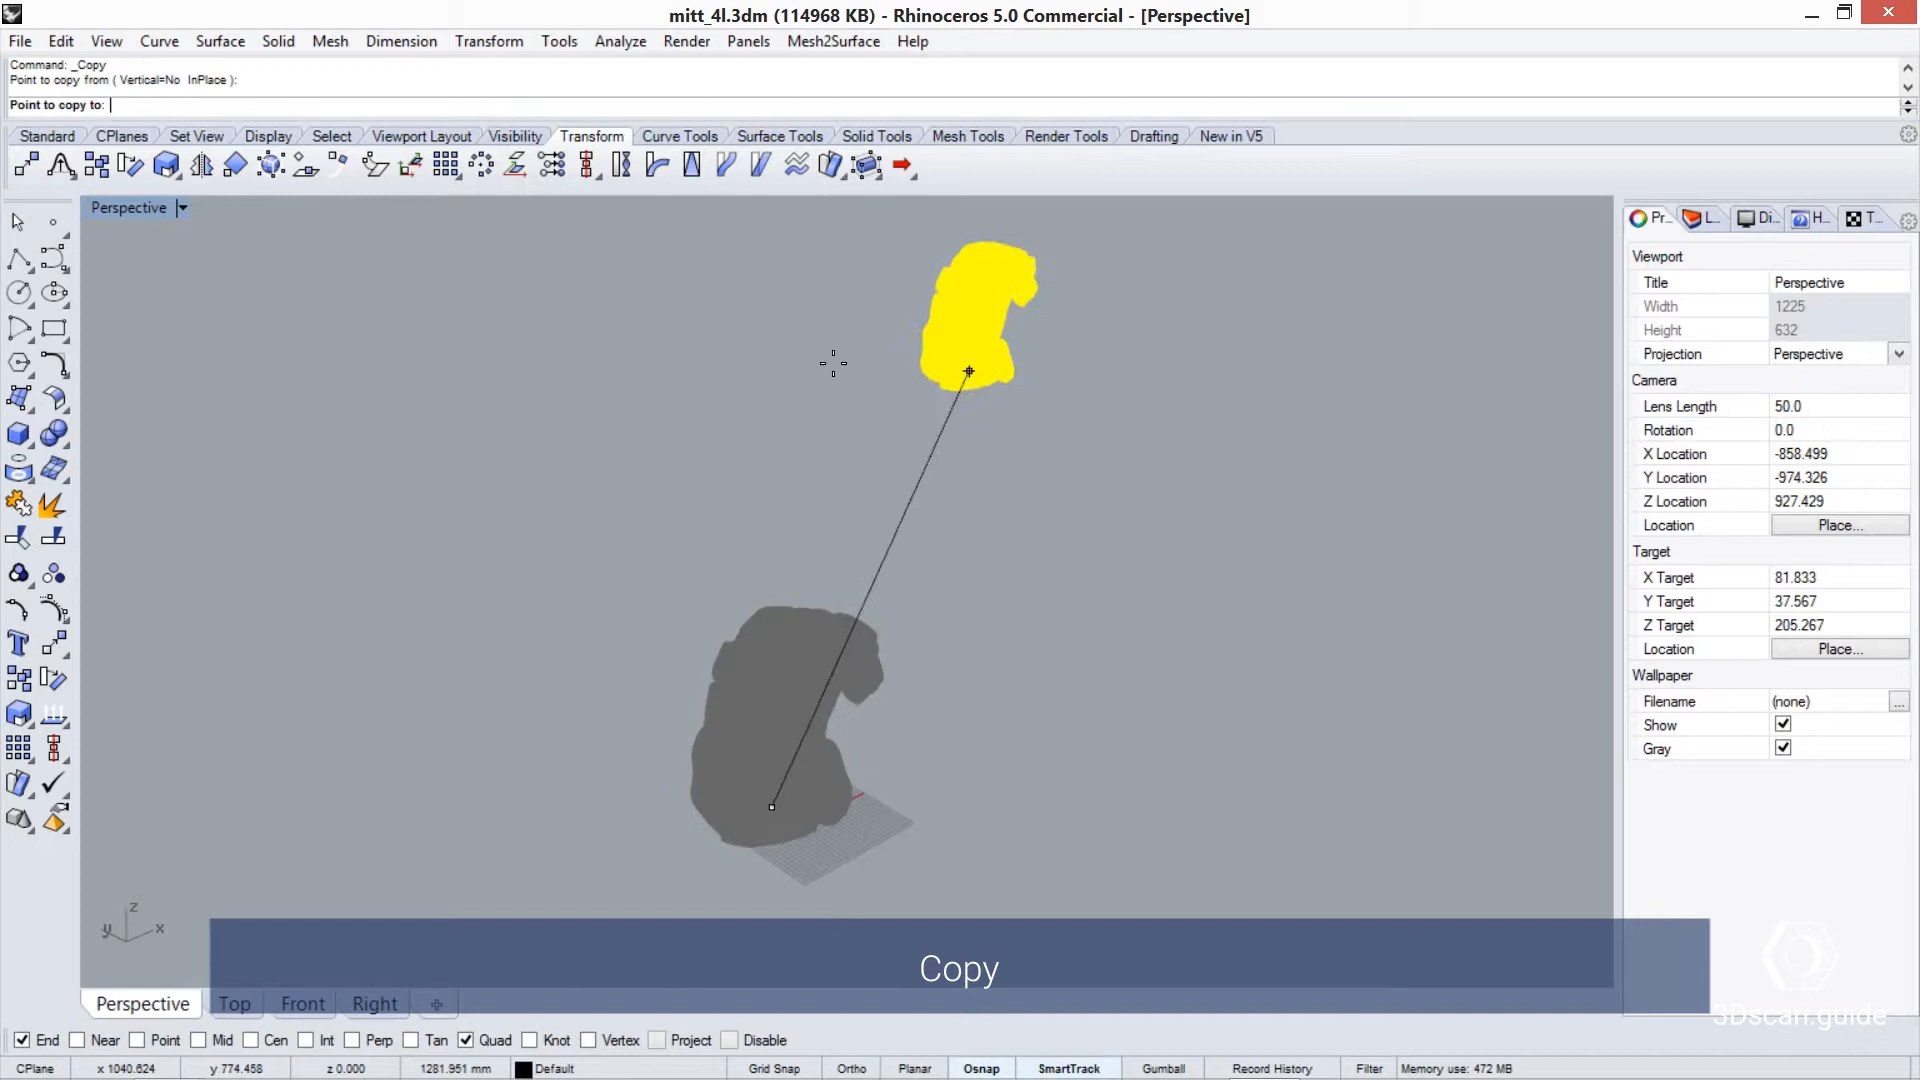 mitt_4l.3dm (114968 KB) - Rhinoceros 5.0 Commercial - [Perspective]
File Edit View Curve Surface Solid Mesh Dimension Transform Tools Analyze Render Panels Mesh2Surface Help
Command: _Copy
Point to copy from ( Vertical=No InPlace ):
Point to copy to:
Standard CPlanes Set View Display Select Viewport Layout Visibility Transform Curve Tools Surface Tools Solid Tools Mesh Tools Render Tools Drafting New in V5
Perspective
Pr... L... Di... H... T...
Viewport
Title Perspective
Width 1225
Height 632
Projection Perspective
Camera
Lens Length 50.0
Rotation 0.0
X Location -858.499
Y Location -974.326
Z Location 927.429
Location Place...
Target
X Target 81.833
Y Target 37.567
Z Target 205.267
Location Place...
Wallpaper
Filename (none) ...
Show
Gray
z
y x
Copy
Perspective Top Front Right
3Dscan.guide
End Near Point Mid Cen Int Perp Tan Quad Knot Vertex Project Disable
CPlane x 1040.624 y 774.458 z 0.000 1281.951 mm Default Grid Snap Ortho Planar Osnap SmartTrack Gumball Record History Filter Memory use: 472 MB